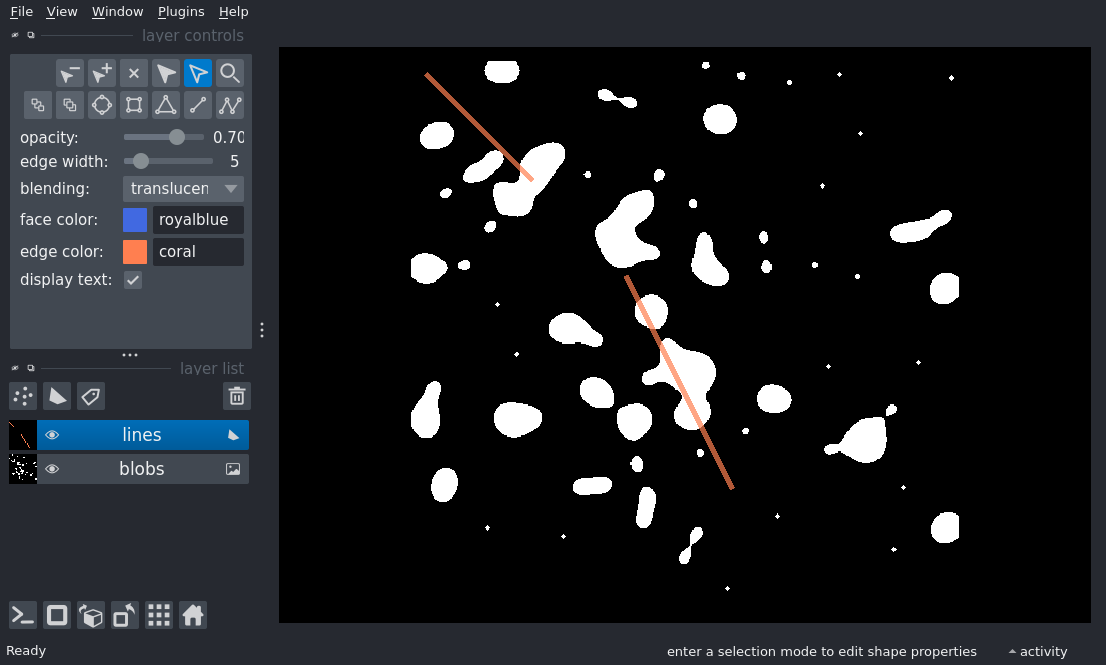 File View Window Plugins Help
layer controls
opacity: 0.70
edge width: 5
blending: translucen
face color: royalblue
edge color: coral
display text:
layer list
lines
blobs
Ready enter a selection mode to edit shape properties activity